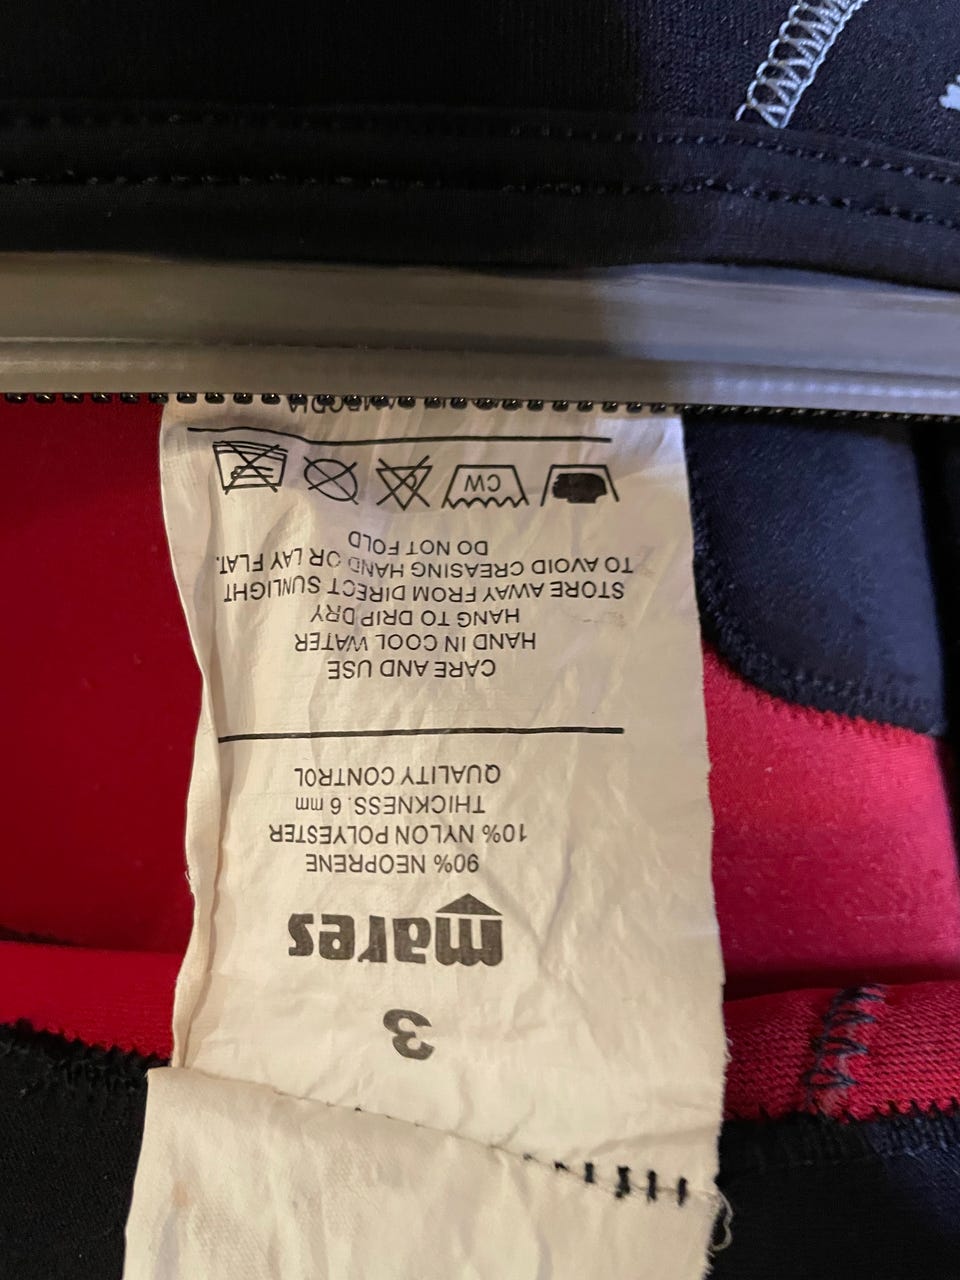 3
mares
90% NEOPRENE
10% NYLON POLYESTER
THICKNESS. 6 mm
QUALITY CONTROL
CARE AND USE
HAND IN COOL WATER
HANG TO DRIP DRY
STORE AWAY FROM DIRECT SUNLIGHT
TO AVOID CREASING HAND OR LAY FLAT.
DO NOT FOLD
CW